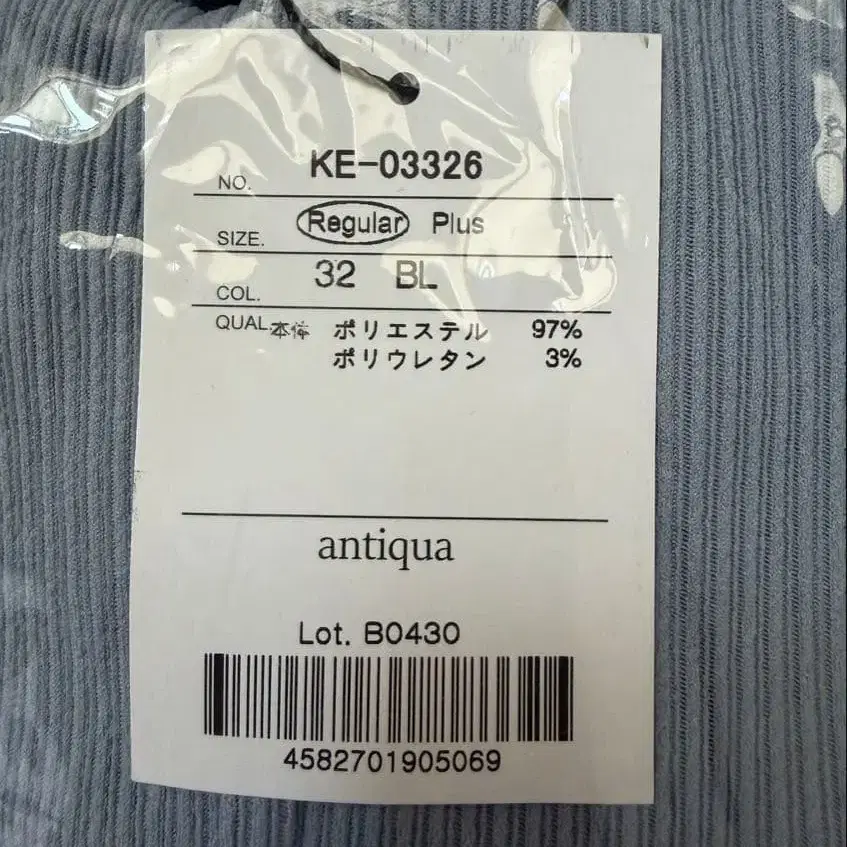 NO. KE-03326
SIZE. Regular Plus
COL. 32 BL
QUAL. 本体 ポリエステル 97%
ポリウレタン 3%
antiqua
Lot. B0430
4582701905069